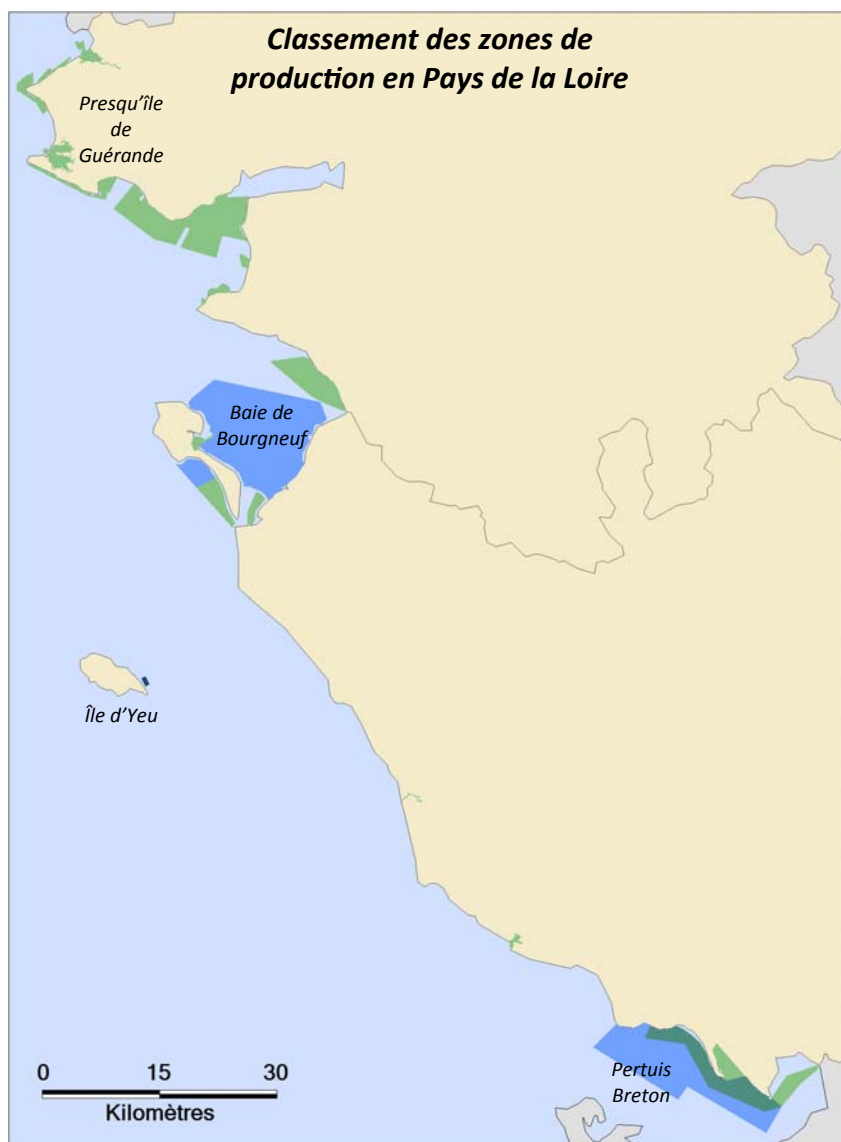 Classement des zones de
production en Pays de la Loire
Presqu’île
de
Guérande
Baie de
Bourgneuf
Île d’Yeu
Pertuis
Breton
0 15 30
Kilomètres